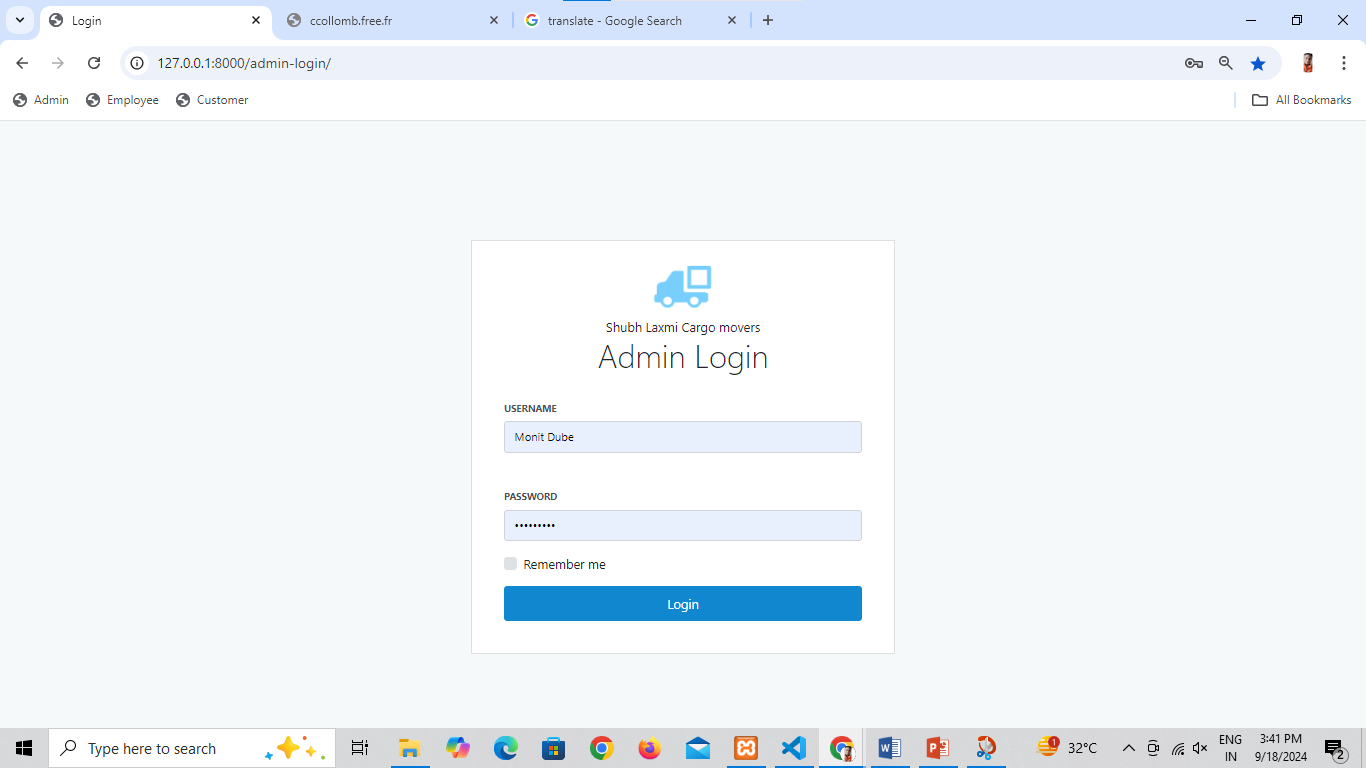 Login
ccollomb.free.fr
translate - Google Search
127.0.0.1:8000/admin-login/
Admin
Employee
Customer
All Bookmarks
Shubh Laxmi Cargo movers
Admin Login
USERNAME
Monit Dube
PASSWORD
•••••••••
Remember me
Login
Type here to search
1
32°C
ENG
IN
3:41 PM
9/18/2024
2